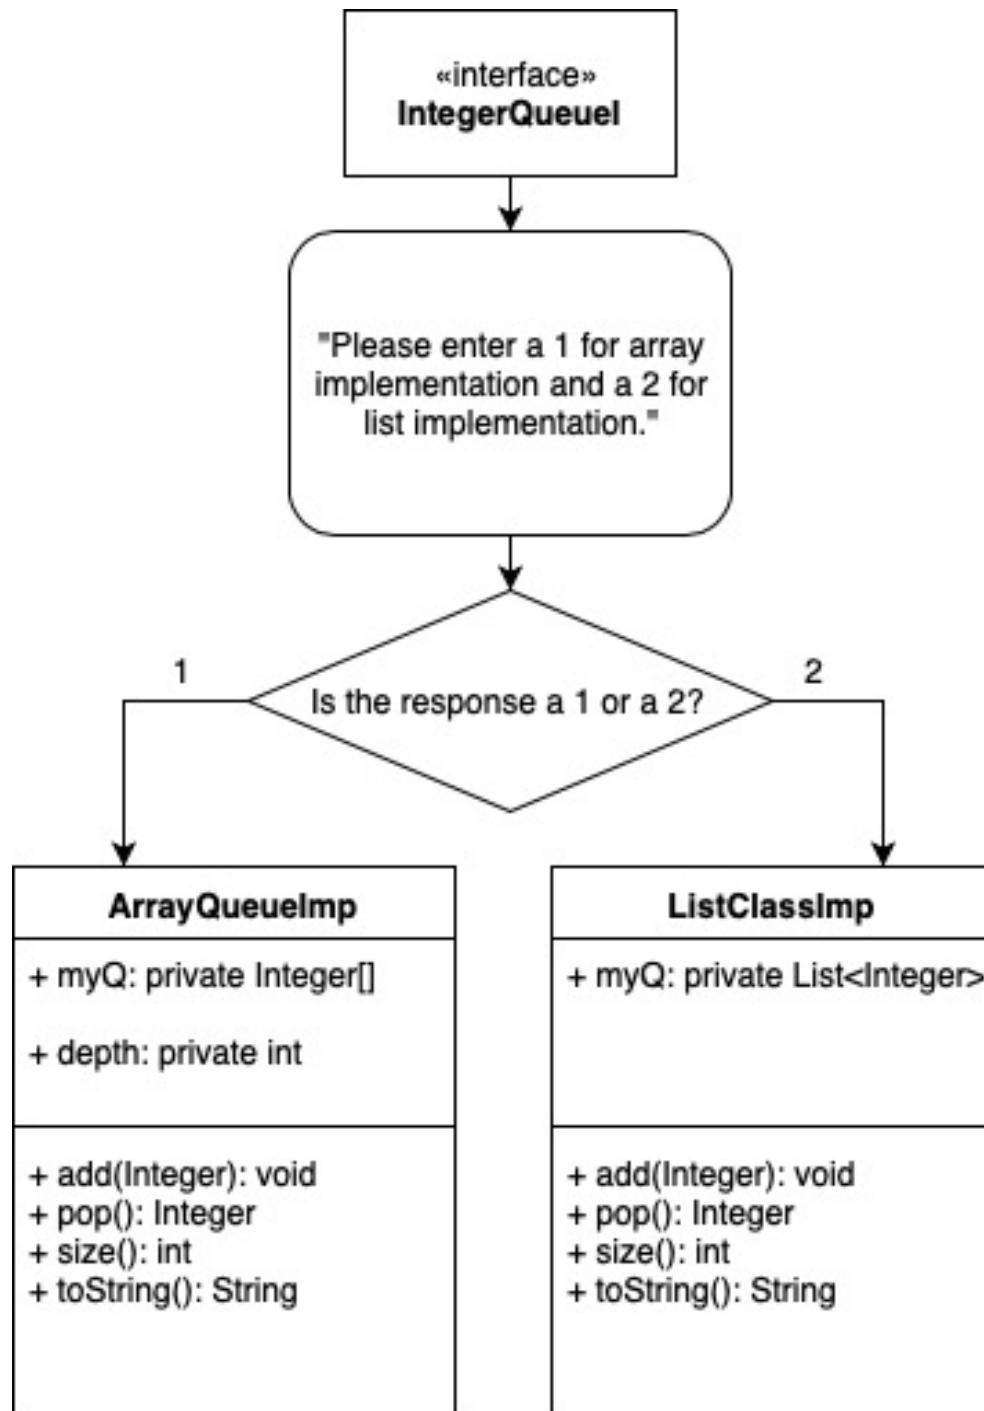 «interface»
IntegerQueueI
"Please enter a 1 for array
implementation and a 2 for
list implementation."
1
2
Is the response a 1 or a 2?
ArrayQueueImp
+ myQ: private Integer[]
+ depth: private int
+ add(Integer): void
+ pop(): Integer
+ size(): int
+ toString(): String
ListClassImp
+ myQ: private List<Integer>
+ add(Integer): void
+ pop(): Integer
+ size(): int
+ toString(): String